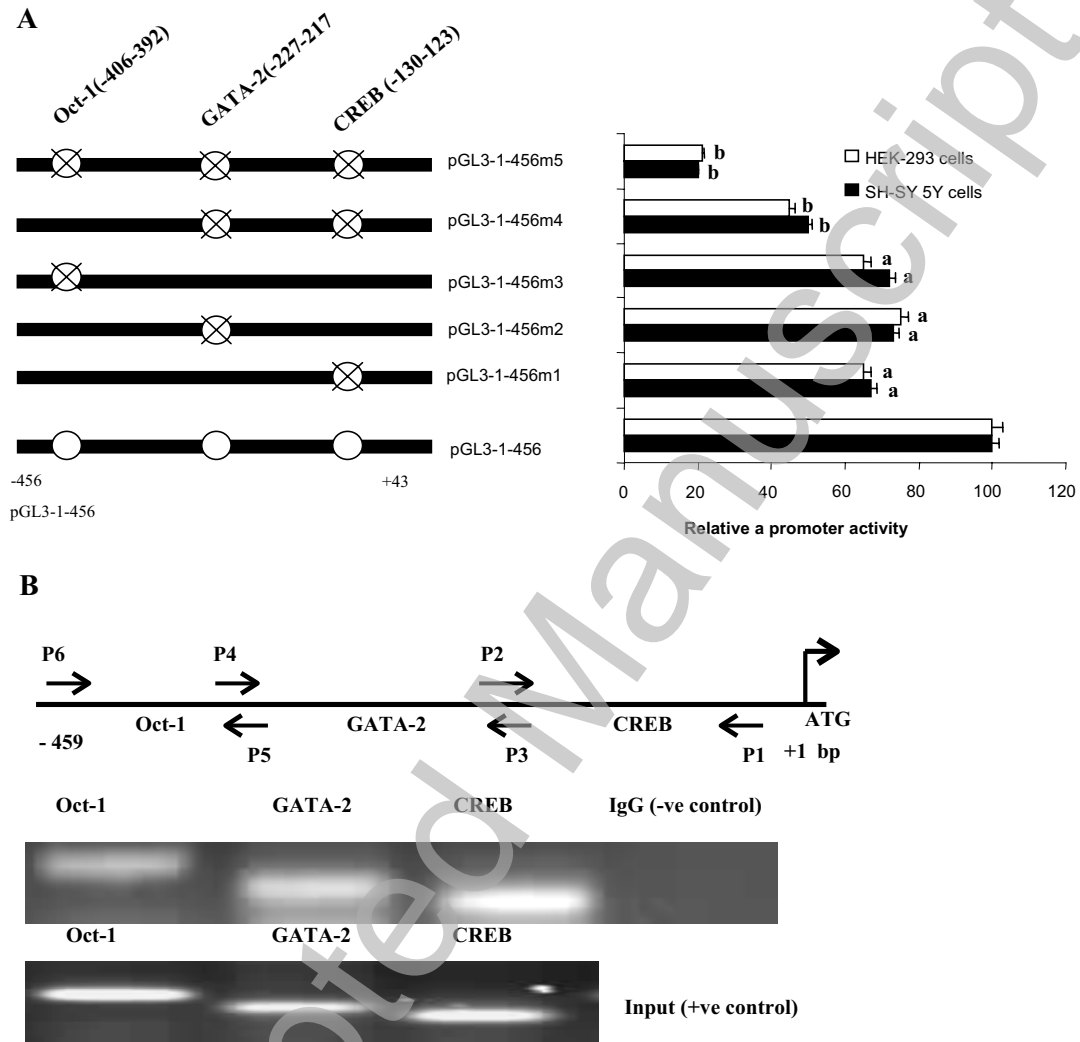 A
Oct-1(-406-392)
GATA-2(-227-217
CREB (-130-123)
pGL3-1-456m5
pGL3-1-456m4
pGL3-1-456m3
pGL3-1-456m2
pGL3-1-456m1
pGL3-1-456
-456
+43
pGL3-1-456
HEK-293 cells
SH-SY 5Y cells
b
b
b
b
a
a
a
a
a
a
0 20 40 60 80 100 120
Relative a promoter activity
B
P6 P4 P2
Oct-1 GATA-2 CREB ATG
- 459 P5 P3 P1 +1 bp
Oct-1 GATA-2 CREB IgG (-ve control)
Oct-1 GATA-2 CREB
Input (+ve control)
oted Manuscript